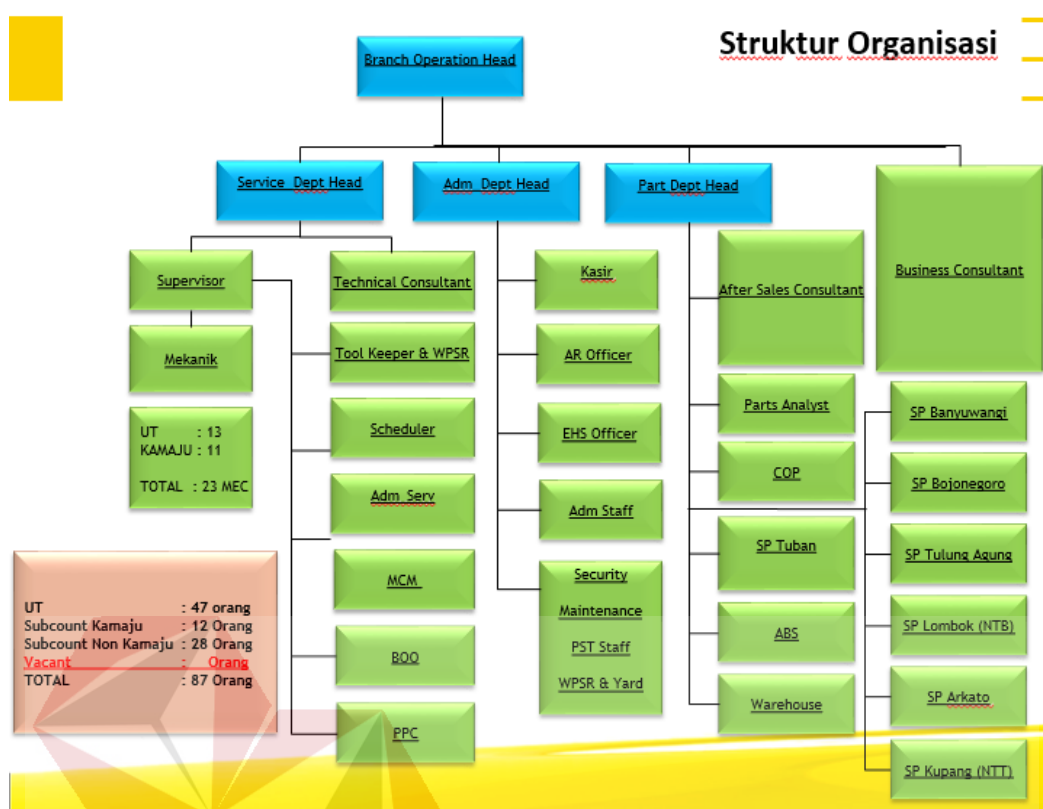 Struktur Organisasi
Branch Operation Head
Service Dept Head
Adm Dept Head
Part Dept Head
Business Consultant
Supervisor
Mekanik
UT : 13
KAMAJU : 11
TOTAL : 23 MEC
Technical Consultant
Tool Keeper & WPSR
Scheduler
Adm Serv
MCM
BOO
PPC
Kasir
AR Officer
EHS Officer
Adm Staff
Security
Maintenance
PST Staff
WPSR & Yard
After Sales Consultant
Parts Analyst
COP
SP Tuban
ABS
Warehouse
SP Banyuwangi
SP Bojonegoro
SP Tulung Agung
SP Lombok (NTB)
SP Arkato
SP Kupang (NTT)
UT : 47 orang
Subcount Kamaju : 12 Orang
Subcount Non Kamaju : 28 Orang
Vacant : Orang
TOTAL : 87 Orang